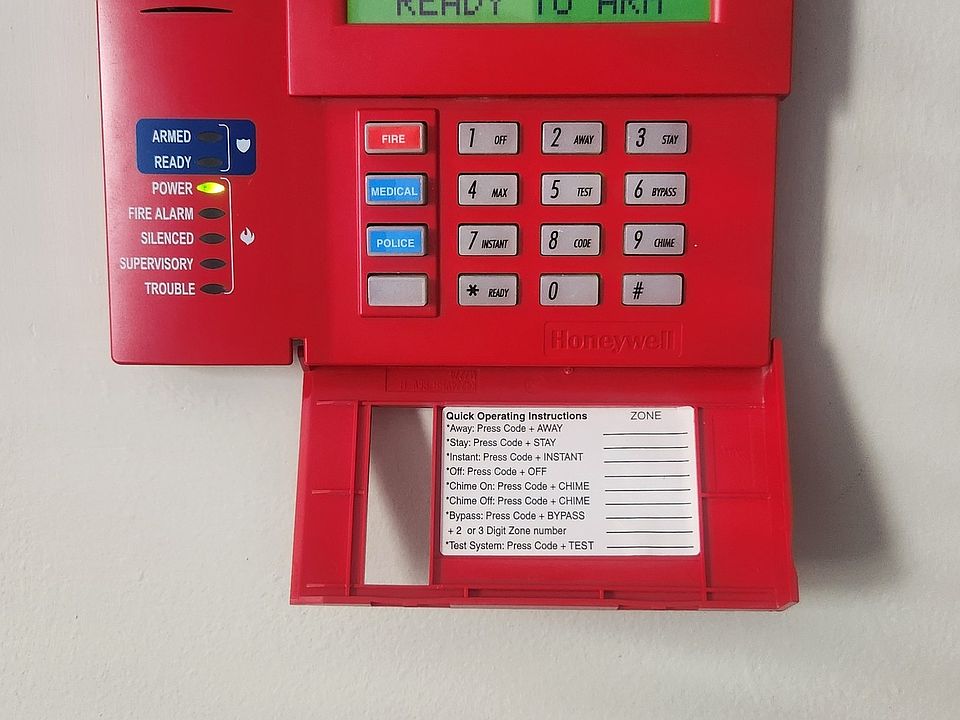 READY TO ARM
ARMED
READY
POWER
FIRE ALARM
SILENCED
SUPERVISORY
TROUBLE
FIRE
1 OFF
2 AWAY
3 STAY
MEDICAL
4 MAX
5 TEST
6 BYPASS
POLICE
7 INSTANT
8 CODE
9 CHIME
* READY
0
#
Honeywell
Quick Operating Instructions ZONE
*Away: Press Code + AWAY
*Stay: Press Code + STAY
*Instant: Press Code + INSTANT
*Off: Press Code + OFF
*Chime On: Press Code + CHIME
*Chime Off: Press Code + CHIME
*Bypass: Press Code + BYPASS
+ 2 or 3 Digit Zone number
*Test System: Press Code + TEST